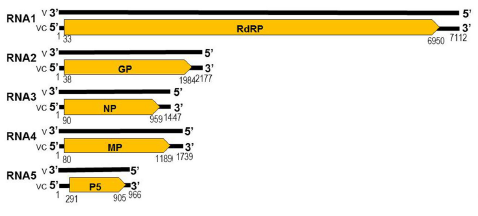 RNA1 V 3’ 5’
VC 5’ RdRP 3’
1 33 6950 7112
RNA2 V 3’ 5’
VC 5’ GP 3’
1 38 1984 2177
RNA3 V 3’ 5’
VC 5’ NP 3’
1 90 959 1447
RNA4 V 3’ 5’
VC 5’ MP 3’
1 80 1189 1739
RNA5 V 3’ 5’
VC 5’ P5 3’
1 291 905 966